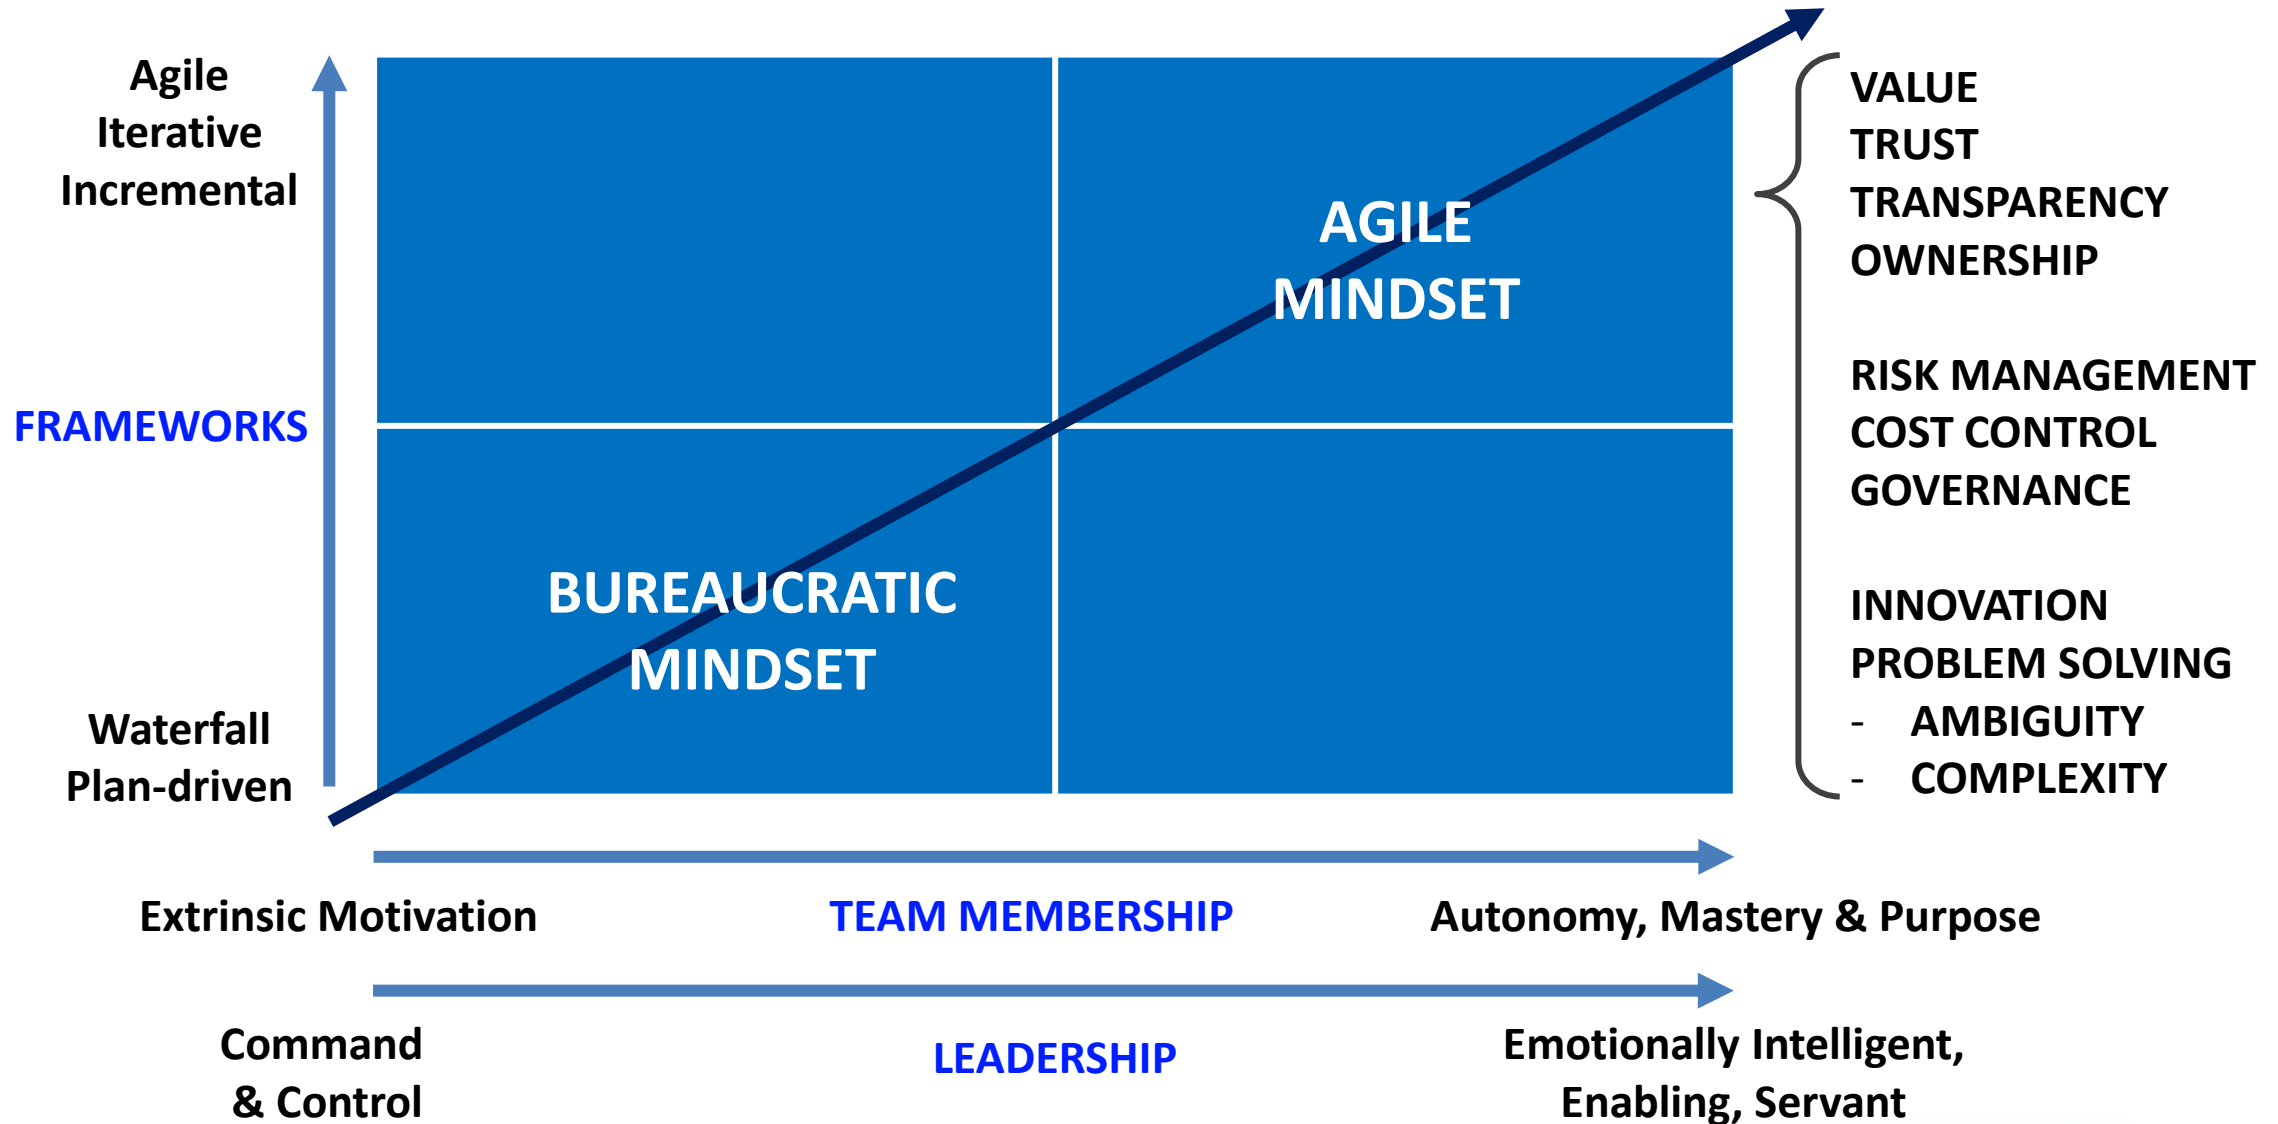 Agile
Iterative
Incremental
FRAMEWORKS
Waterfall
Plan-driven
AGILE
MINDSET
BUREAUCRATIC
MINDSET
VALUE
TRUST
TRANSPARENCY
OWNERSHIP
RISK MANAGEMENT
COST CONTROL
GOVERNANCE
INNOVATION
PROBLEM SOLVING
- AMBIGUITY
- COMPLEXITY
Extrinsic Motivation
TEAM MEMBERSHIP
Autonomy, Mastery & Purpose
Command
& Control
LEADERSHIP
Emotionally Intelligent,
Enabling, Servant